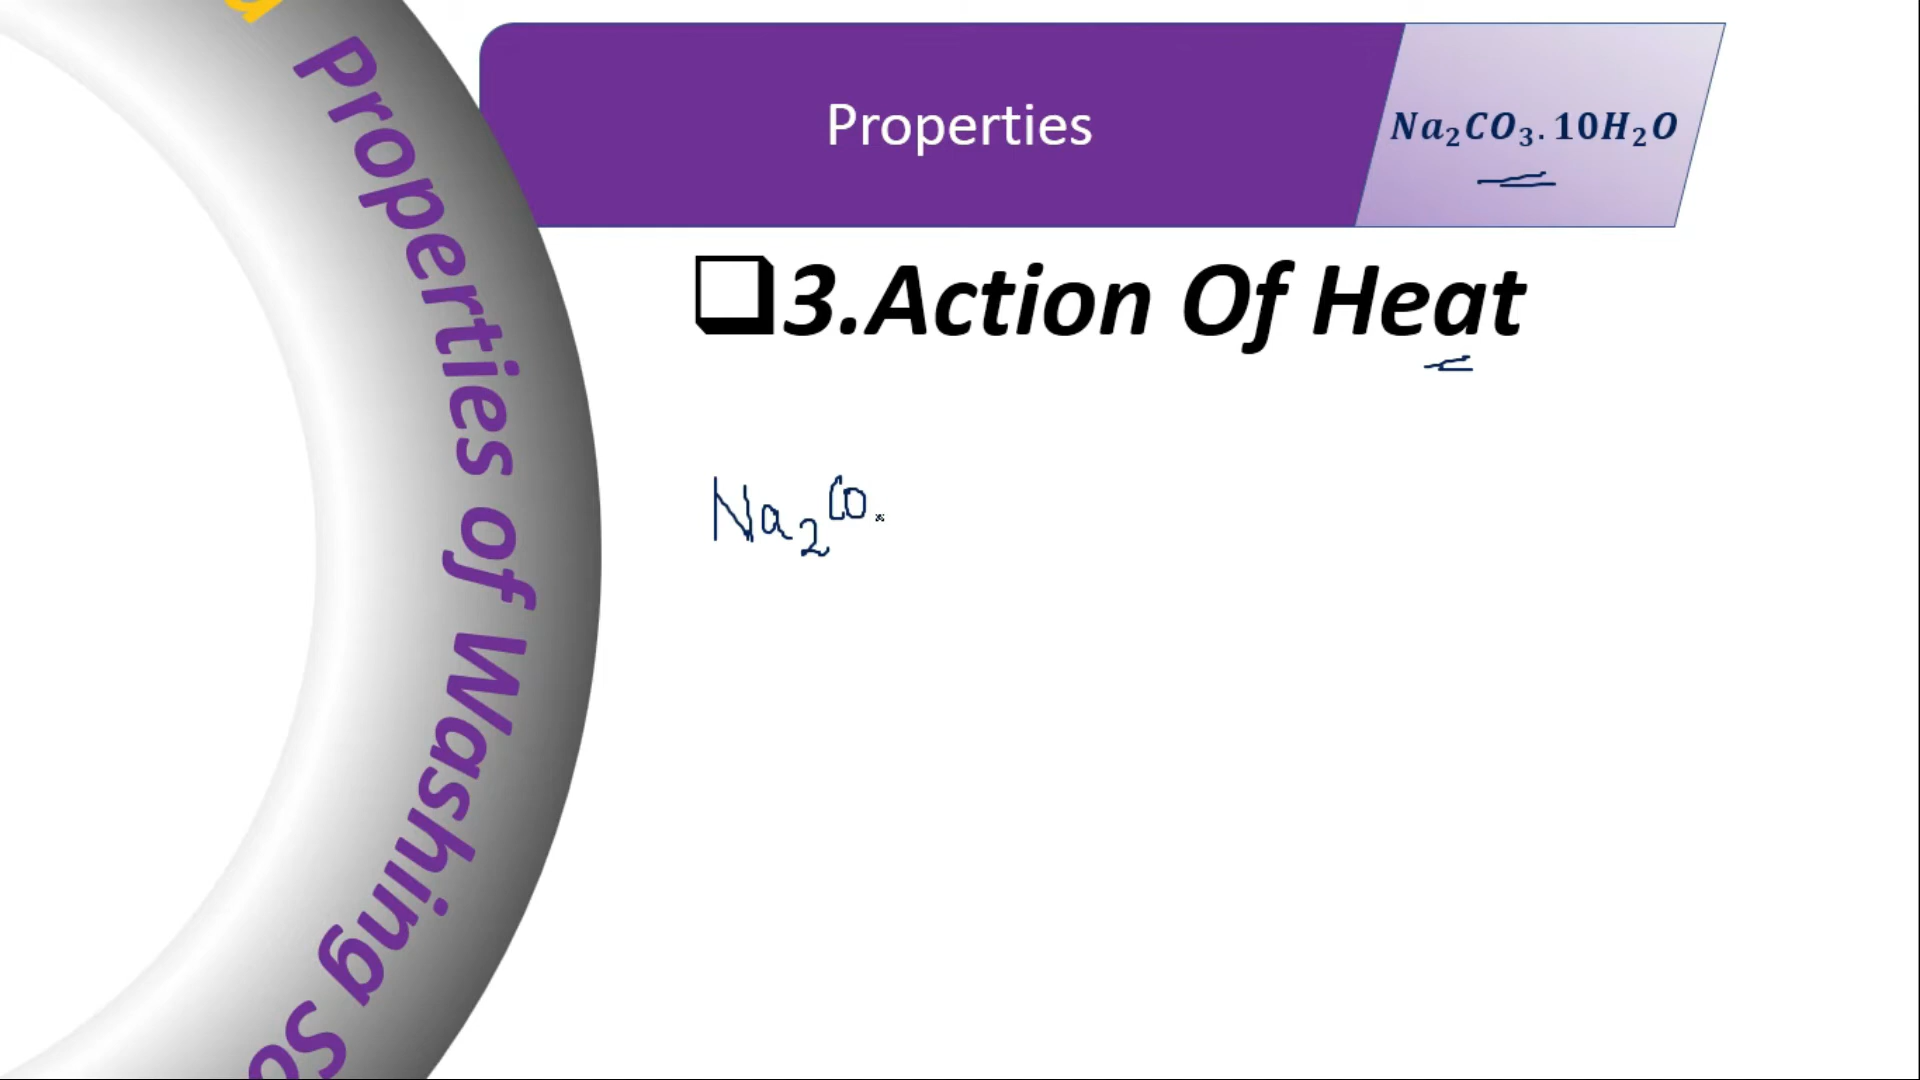 Properties of Washing So
Properties
Na₂CO₃.10H₂O
3.Action Of Heat
Na₂CO